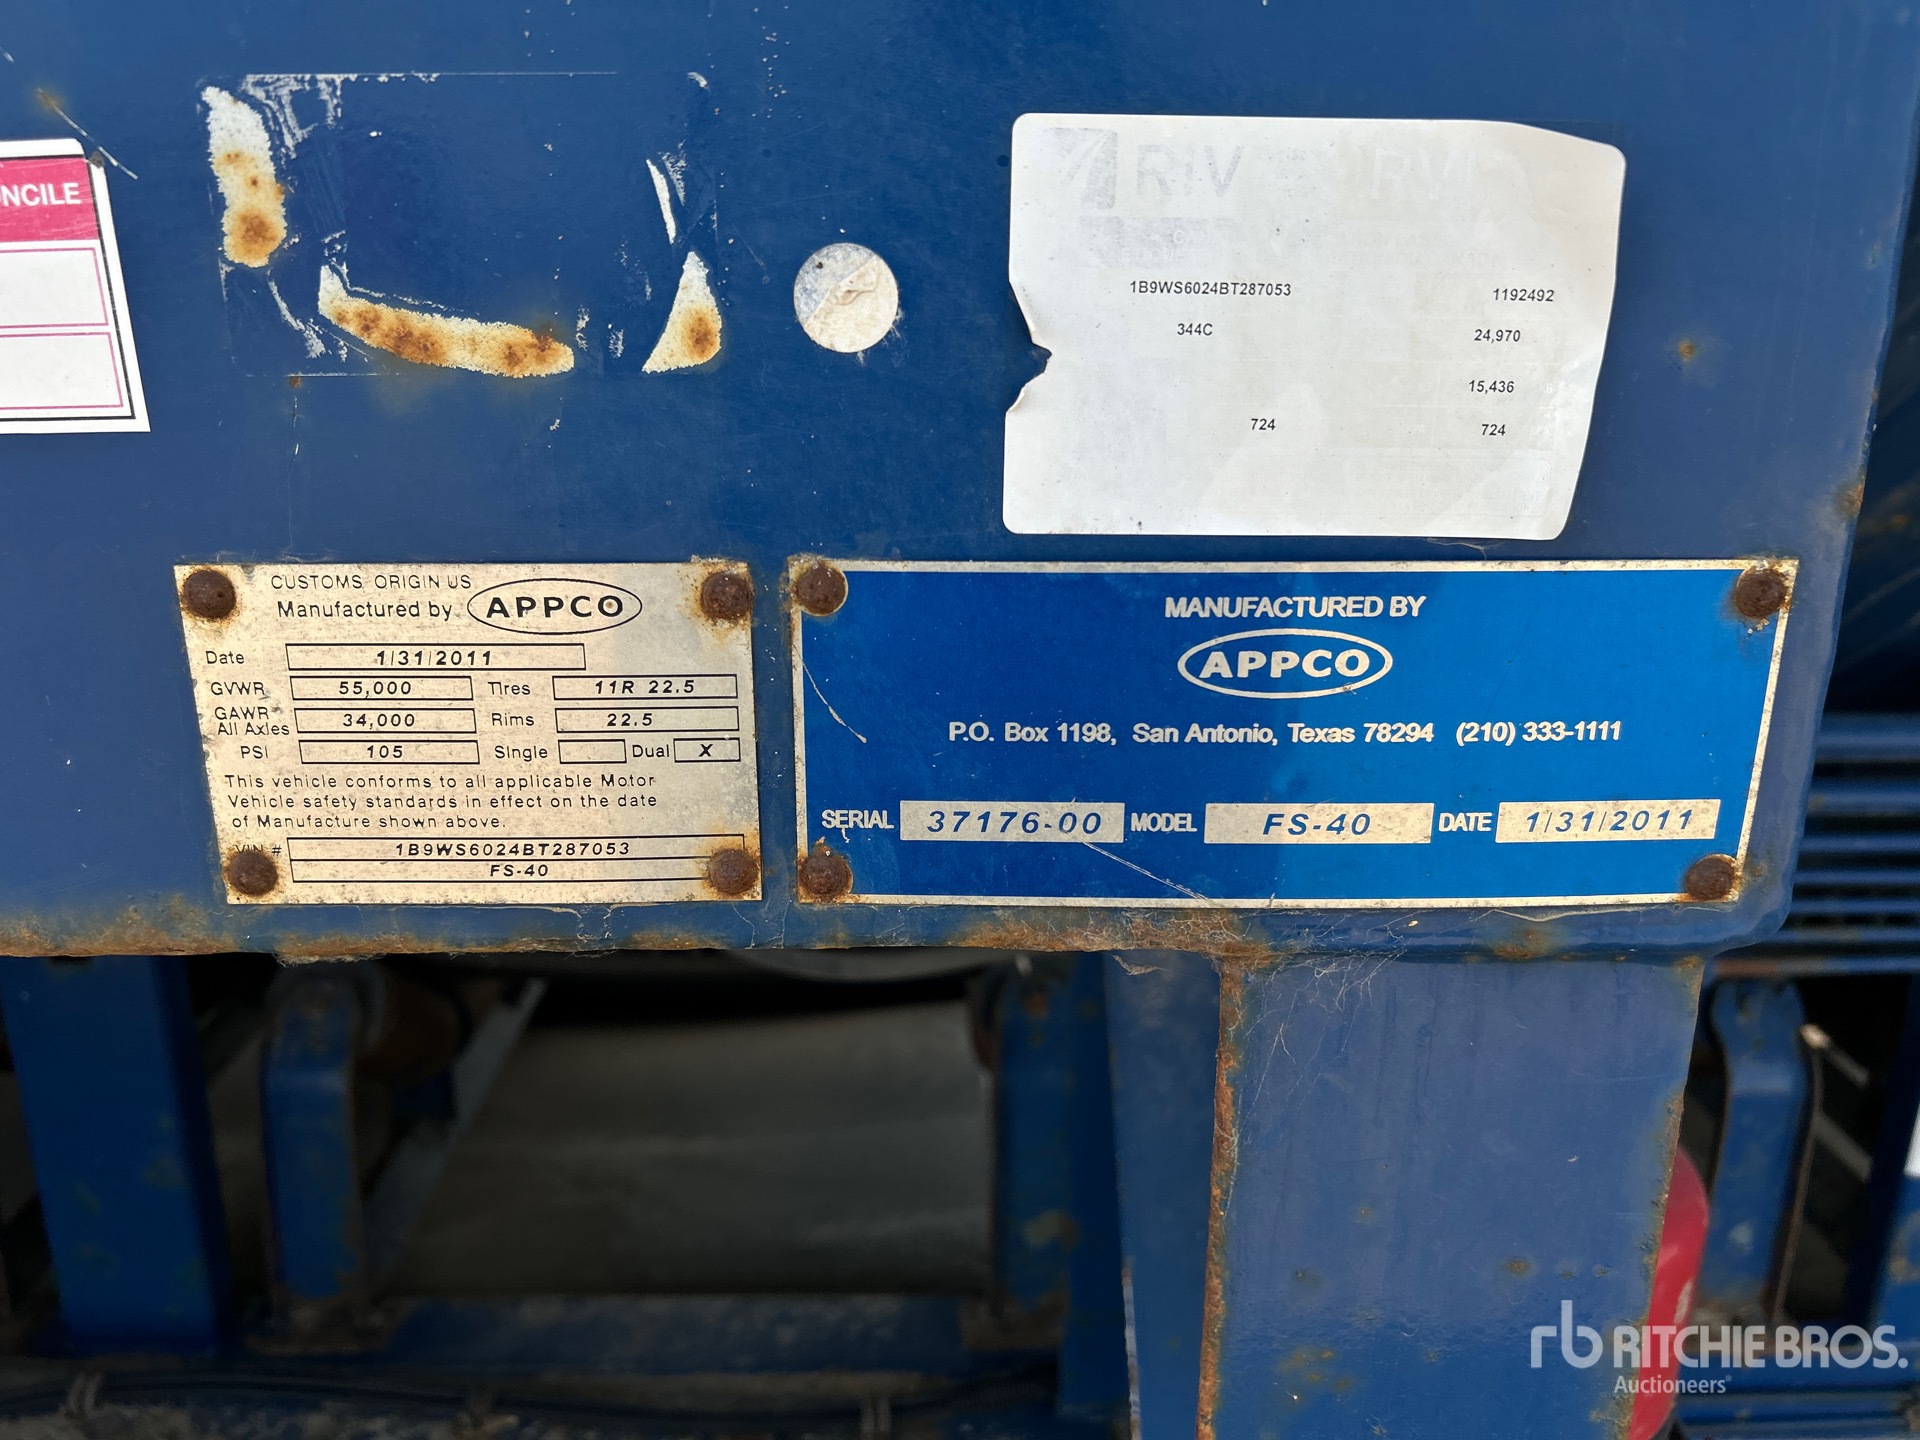 NCILE
RIV
1B9WS6024BT287053 1192492
344C 24,970
15,436
724 724
CUSTOMS ORIGIN US
Manufactured by APPCO
Date 1/31/2011
GVWR 55,000 Tires 11R 22.5
GAWR All Axles 34,000 Rims 22.5
PSI 105 Single Dual X
This vehicle conforms to all applicable Motor
Vehicle safety standards in effect on the date
of Manufacture shown above.
VIN # 1B9WS6024BT287053
FS-40
MANUFACTURED BY
APPCO
P.O. Box 1198, San Antonio, Texas 78294 (210) 333-1111
SERIAL 37176-00 MODEL FS-40 DATE 1/31/2011
rb RITCHIE BROS.
Auctioneers